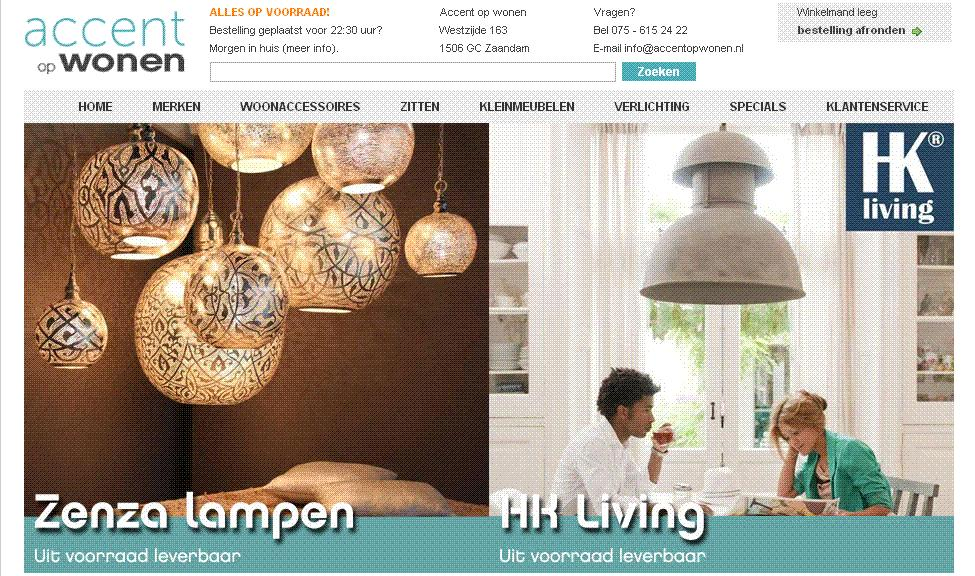 accent
op wonen
ALLES OP VOORRAAD!
Bestelling geplaatst voor 22:30 uur?
Morgen in huis (meer info).
Accent op wonen
Westzijde 163
1506 GC Zaandam
Vragen?
Bel 075 - 615 24 22
E-mail info@accentopwonen.nl
Winkelmand leeg
bestelling afronden
Zoeken
HOME MERKEN WOONACCESSOIRES ZITTEN KLEINMEUBELEN VERLICHTING SPECIALS KLANTENSERVICE
HK®
living
Zenza lampen
Uit voorraad leverbaar
HK Living
Uit voorraad leverbaar